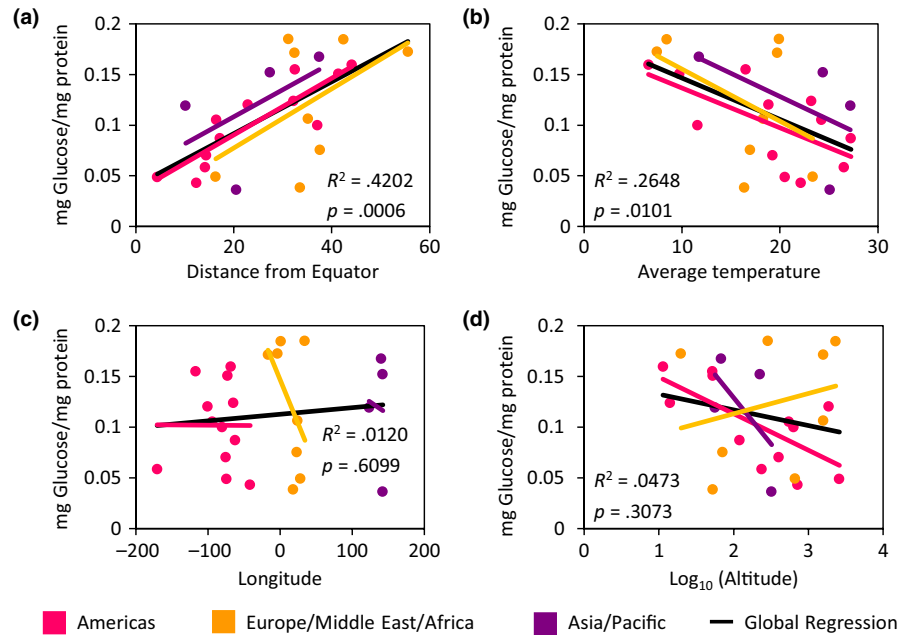 (a)
mg Glucose/mg protein
0.2
0.15
0.1
0.05
0
R² = .4202
p = .0006
0 20 40 60
Distance from Equator
(b)
mg Glucose/mg protein
0.2
0.15
0.1
0.05
0
R² = .2648
p = .0101
0 10 20 30
Average temperature
(c)
mg Glucose/mg protein
0.2
0.15
0.1
0.05
0
R² = .0120
p = .6099
−200 −100 0 100 200
Longitude
(d)
mg Glucose/mg protein
0.2
0.15
0.1
0.05
0
R² = .0473
p = .3073
0 1 2 3 4
Log₁₀ (Altitude)
Americas Europe/Middle East/Africa Asia/Pacific Global Regression